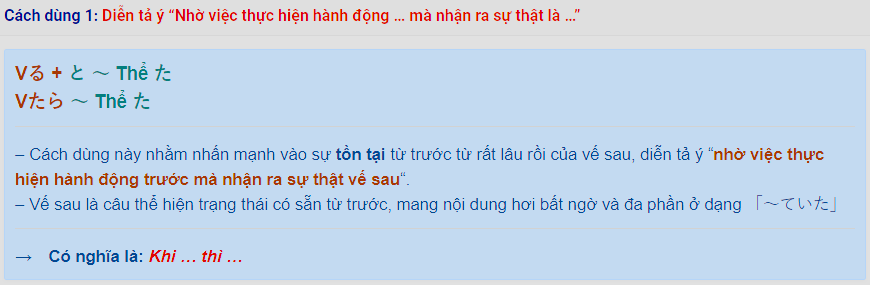 Cách dùng 1: Diễn tả ý “Nhờ việc thực hiện hành động … mà nhận ra sự thật là …”
Vる + と ～ Thể た
Vたら ～ Thể た
– Cách dùng này nhằm nhấn mạnh vào sự tồn tại từ trước từ rất lâu rồi của vế sau, diễn tả ý “nhờ việc thực
hiện hành động trước mà nhận ra sự thật vế sau“.
– Vế sau là câu thể hiện trạng thái có sẵn từ trước, mang nội dung hơi bất ngờ và đa phần ở dạng 「～ていた」
→ Có nghĩa là: Khi … thì …